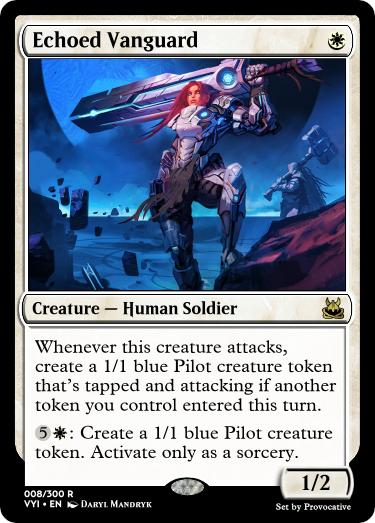 Echoed Vanguard
Creature — Human Soldier
Whenever this creature attacks,
create a 1/1 blue Pilot creature token
that's tapped and attacking if another
token you control entered this turn.
5: Create a 1/1 blue Pilot creature
token. Activate only as a sorcery.
1/2
008/300 R
VYI • EN Daryl Mandryk
Set by Provocative